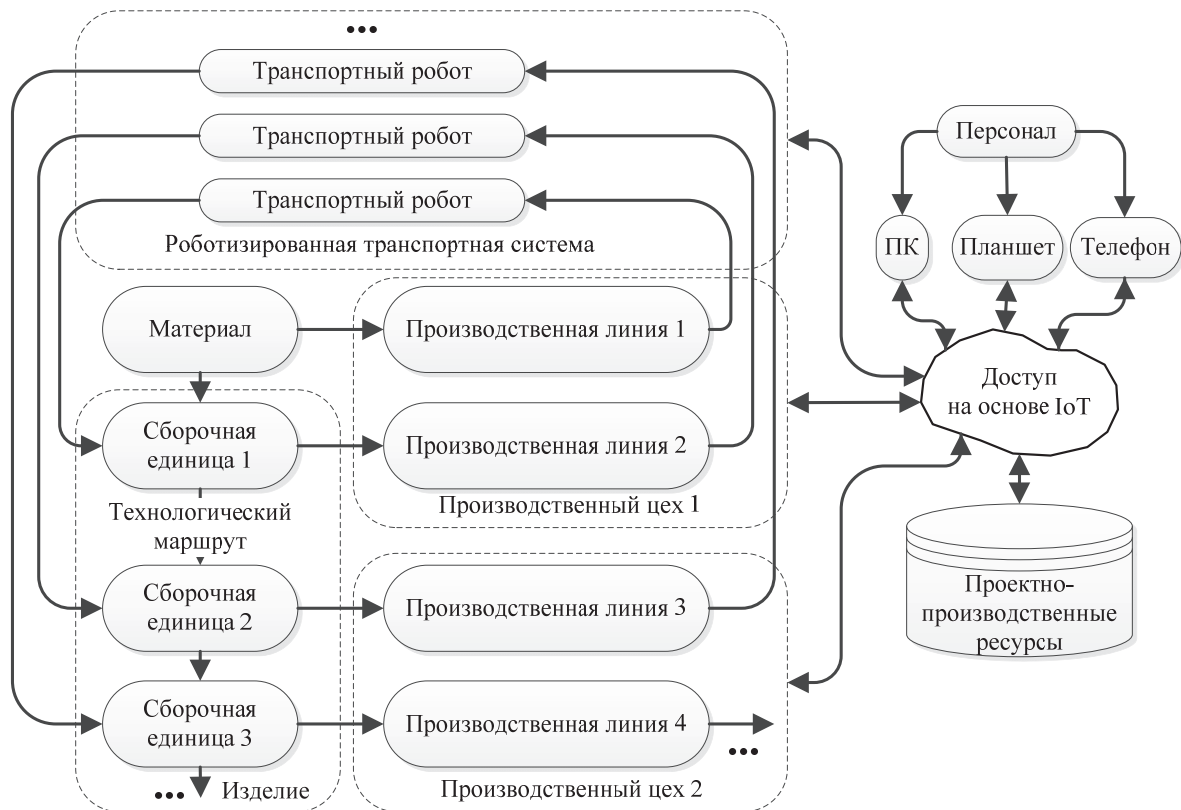 •••
Транспортный робот
Транспортный робот
Транспортный робот
Роботизированная транспортная система
Персонал
ПК
Планшет
Телефон
Материал
Производственная линия 1
Доступ
на основе IoT
Сборочная
единица 1
Производственная линия 2
Производственный цех 1
Технологический
маршрут
Сборочная
единица 2
Производственная линия 3
Проектно-
производственные
ресурсы
Сборочная
единица 3
Производственная линия 4
•••
Производственный цех 2
••• Изделие